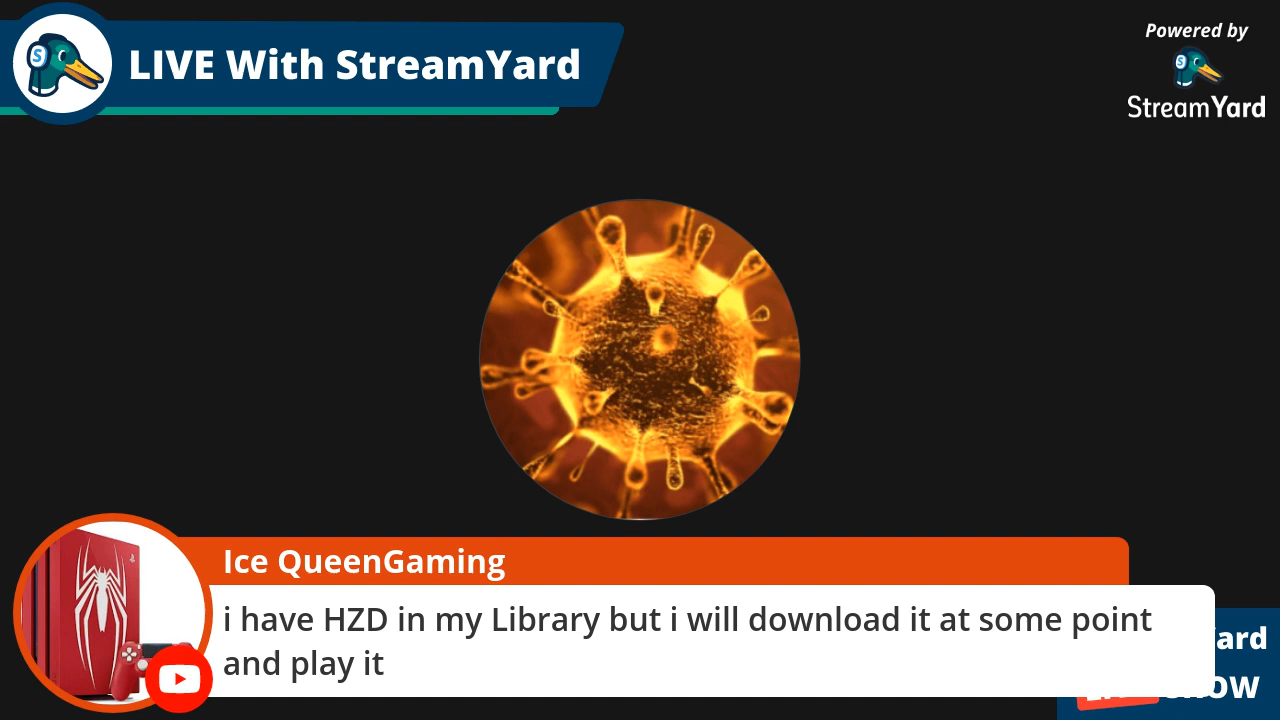 LIVE With StreamYard
Powered by
StreamYard
Ice QueenGaming
i have HZD in my Library but i will download it at some point
and play it